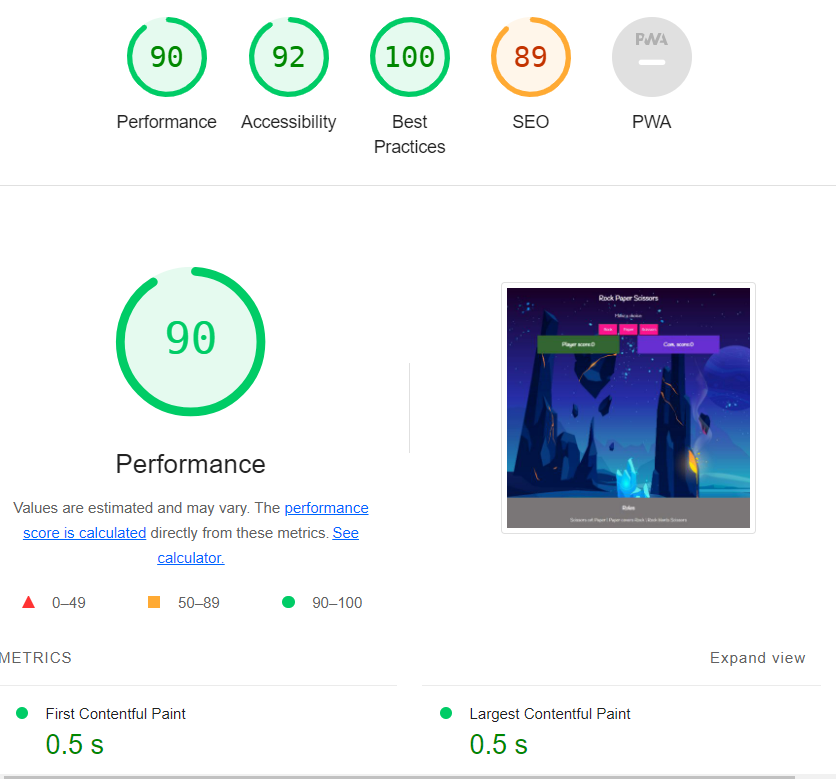 90
92
100
89
PWA
Performance
Accessibility
Best
Practices
SEO
PWA
90
Performance
Values are estimated and may vary. The performance
score is calculated directly from these metrics. See
calculator.
0–49
50–89
90–100
Rock Paper Scissors
Rock
Paper
Scissors
Player score:0
Com. score:0
Rules
Scissors cut Paper | Paper covers Rock | Rock blunts Scissors
METRICS
Expand view
First Contentful Paint
0.5 s
Largest Contentful Paint
0.5 s